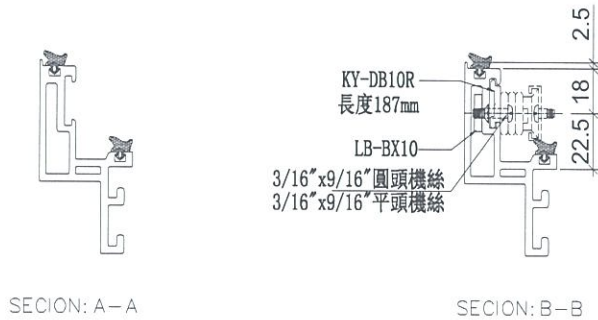 2.5
KY-DB10R
長度187mm
18
LB-BX10
22.5
3/16"x9/16"圓頭機絲
3/16"x9/16"平頭機絲
SECION: A-A
SECION: B-B